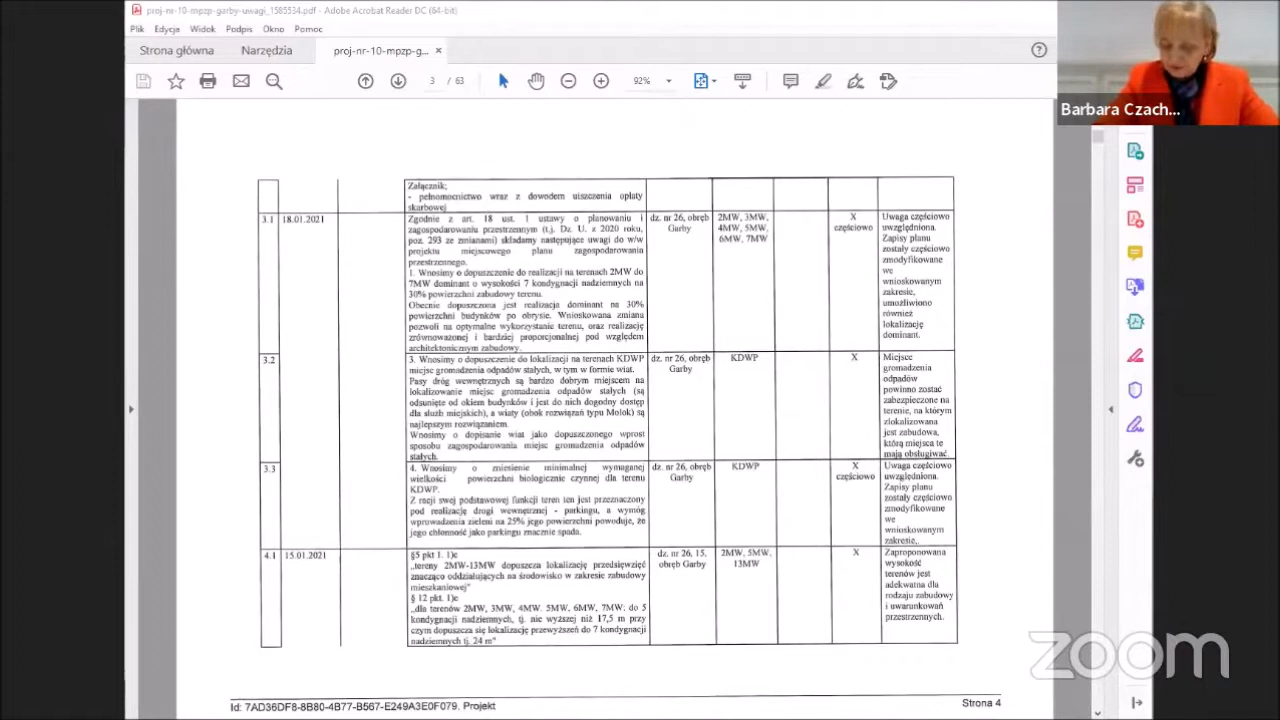 proj-nr-10-mpzp-garby-uwagi_1585534.pdf - Adobe Acrobat Reader DC (64-bit)
Plik Edycja Widok Podpis Okno Pomoc
Strona główna Narzędzia proj-nr-10-mpzp-g... ×
3 / 63 92%
Barbara Czach...
Załącznik;
- pełnomocnictwo wraz z dowodem uiszczenia opłaty
skarbowej
3.1 18.01.2021
Zgodnie z art. 18 ust. 1 ustawy o planowaniu i
zagospodarowaniu przestrzennym (t.j. Dz. U. z 2020 roku,
poz. 293 ze zmianami) składamy następujące uwagi do w/w
projektu miejscowego planu zagospodarowania
przestrzennego.
1. Wnosimy o dopuszczenie do realizacji na terenach 2MW do
7MW dominant o wysokości 7 kondygnacji nadziemnych na
30% powierzchni zabudowy terenu.
Obecnie dopuszczona jest realizacja dominant na 30%
powierzchni budynków po obrysie. Wnioskowana zmiana
pozwoli na optymalne wykorzystanie terenu, oraz realizację
zrównoważonej i bardziej proporcjonalnej pod względem
architektonicznym zabudowy.
dz. nr 26, obręb
Garby
2MW, 3MW,
4MW, 5MW,
6MW, 7MW
X
częściowo
Uwaga częściowo
uwzględniona.
Zapisy planu
zostały częściowo
zmodyfikowane
we
wnioskowanym
zakresie,
umożliwiono
również
lokalizację
dominant.
3.2
3. Wnosimy o dopuszczenie do lokalizacji na terenach KDWP
miejsc gromadzenia odpadów stałych, w tym w formie wiat.
Pasy dróg wewnętrznych są bardzo dobrym miejscem na
lokalizowanie miejsc gromadzenia odpadów stałych (są
odsunięte od okiem budynków i jest do nich dogodny dostęp
dla służb miejskich), a wiaty (obok rozwiązań typu Molok) są
najlepszym rozwiązaniem.
Wnosimy o dopisanie wiat jako dopuszczonego wprost
sposobu zagospodarowania miejsc gromadzenia odpadów
stałych.
dz. nr 26, obręb
Garby
KDWP
X
Miejsce
gromadzenia
odpadów
powinno zostać
zabezpieczone na
terenie, na którym
zlokalizowana
jest zabudowa,
którą miejsca te
mają obsługiwać.
3.3
4. Wnosimy o zniesienie minimalnej wymaganej
wielkości powierzchni biologicznie czynnej dla terenu
KDWP.
Z racji swej podstawowej funkcji teren ten jest przeznaczony
pod realizację drogi wewnętrznej - parkingu, a wymóg
wprowadzenia zieleni na 25% jego powierzchni powoduje, że
jego chłonność jako parkingu znacznie spada.
dz. nr 26, obręb
Garby
KDWP
X
częściowo
Uwaga częściowo
uwzględniona.
Zapisy planu
zostały częściowo
zmodyfikowane
we
wnioskowanym
zakresie,.
4.1 15.01.2021
§5 pkt 1. 1)c
„tereny 2MW-13MW dopuszcza lokalizację przedsięwzięć
znacząco oddziałujących na środowisko w zakresie zabudowy
mieszkaniowej"
§ 12 pkt. 1)c
„dla terenów 2MW, 3MW, 4MW. 5MW, 6MW, 7MW: do 5
kondygnacji nadziemnych, tj. nie wyższej niż 17,5 m przy
czym dopuszcza się lokalizację przewyższeń do 7 kondygnacji
nadziemnych tj. 24 m"
dz. nr 26, 15,
obręb Garby
2MW, 5MW,
13MW
X
Zaproponowana
wysokość
terenów jest
adekwatna dla
rodzaju zabudowy
i uwarunkowań
przestrzennych.
zoom
Id: 7AD36DF8-8B80-4B77-B567-E249A3E0F079. Projekt Strona 4